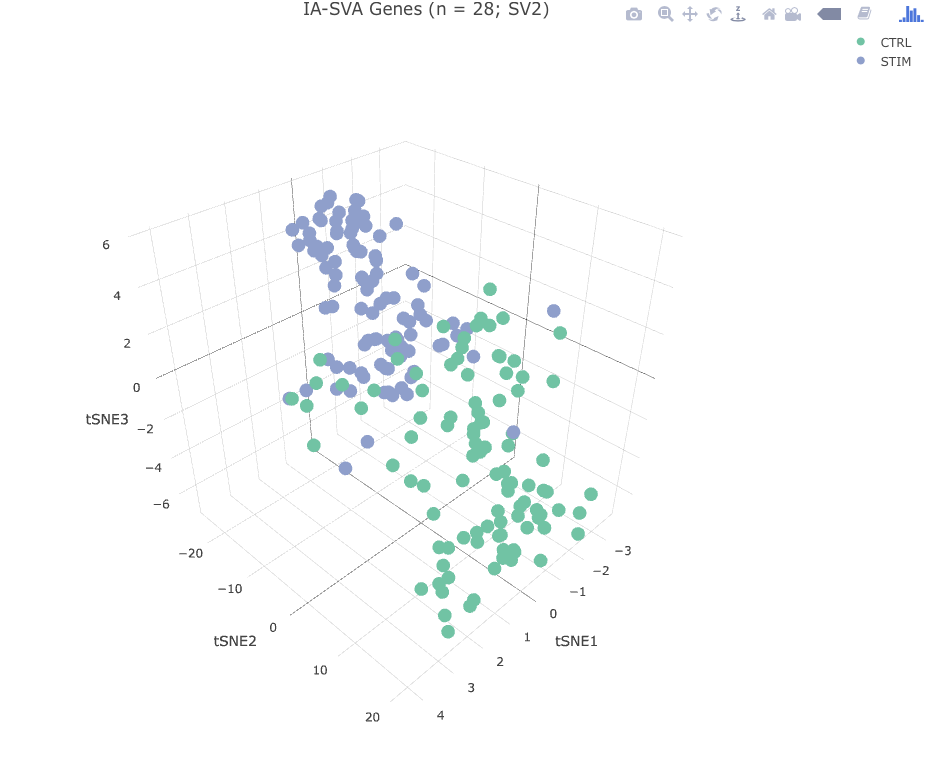 IA-SVA Genes (n = 28; SV2)
z
CTRL
STIM
6
4
2
0
−2
−4
−6
tSNE3
−20
−10
0
10
20
tSNE2
−3
−2
−1
0
1
2
3
4
tSNE1